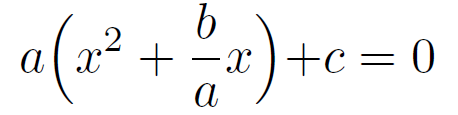 a(x² + b/a x)+c = 0